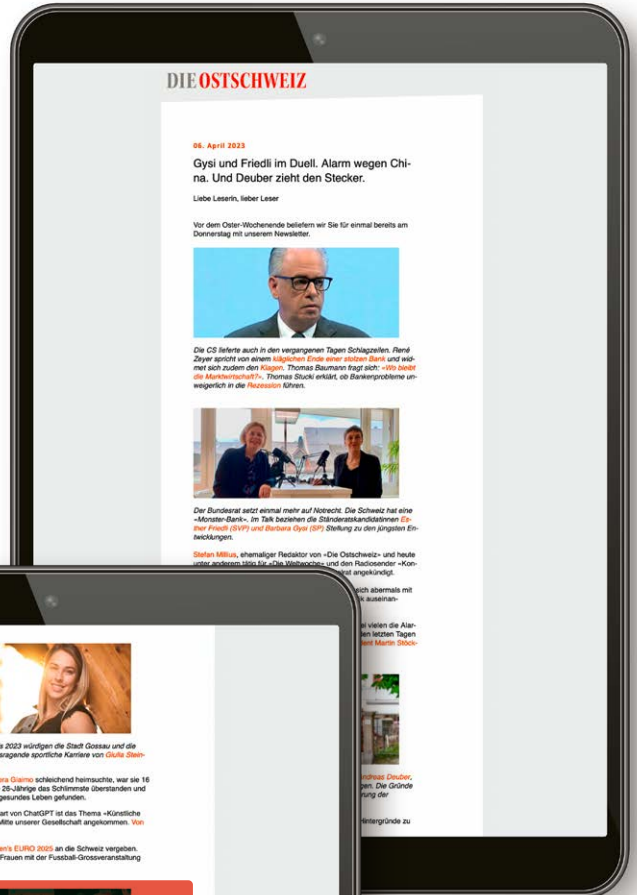 DIE OSTSCHWEIZ
06. April 2023
Gysi und Friedli im Duell. Alarm wegen Chi-
na. Und Deuber zieht den Stecker.
Liebe Leserin, lieber Leser
Vor dem Oster-Wochenende beliefern wir Sie für einmal bereits am
Donnerstag mit unserem Newsletter.
Die CS lieferte auch in den vergangenen Tagen Schlagzeilen. René
Zeyer spricht von einem kläglichen Ende einer stolzen Bank und wid-
met sich zudem den Klagen. Thomas Baumann fragt sich: «Wo bleibt
die Marktwirtschaft?». Thomas Stucki erklärt, ob Bankenprobleme un-
weigerlich in die Rezession führen.
Der Bundesrat setzt einmal mehr auf Notrecht. Die Schweiz hat eine
«Monster-Bank». Im Talk beziehen die Ständeratskandidatinnen Es-
ther Friedli (SVP) und Barbara Gysi (SP) Stellung zu den jüngsten En-
twicklungen.
Stefan Millius, ehemaliger Redaktor von «Die Ostschweiz» und heute
unter anderem tätig für «Die Weltwoche» und den Radiosender «Kon-
rat angekündigt.
sich abermals mit
k auseinan-
ei vielen die Alar-
en letzten Tagen
Martin Stöck-
ndreas Deuber,
gen. Die Gründe
rung der
Hintergründe zu
s 2023 würdigen die Stadt Gossau und die
sragende sportliche Karriere von Giulia Stein-
era Giarno schleichend heimsuchte, war sie 16
26-Jährige das Schlimmste überstanden und
gesundes Leben gefunden.
art von ChatGPT ist das Thema «Künstliche
Mitte unserer Gesellschaft angekommen. Von
en's EURO 2025 an die Schweiz vergeben.
Frauen mit der Fussball-Grossveranstaltung